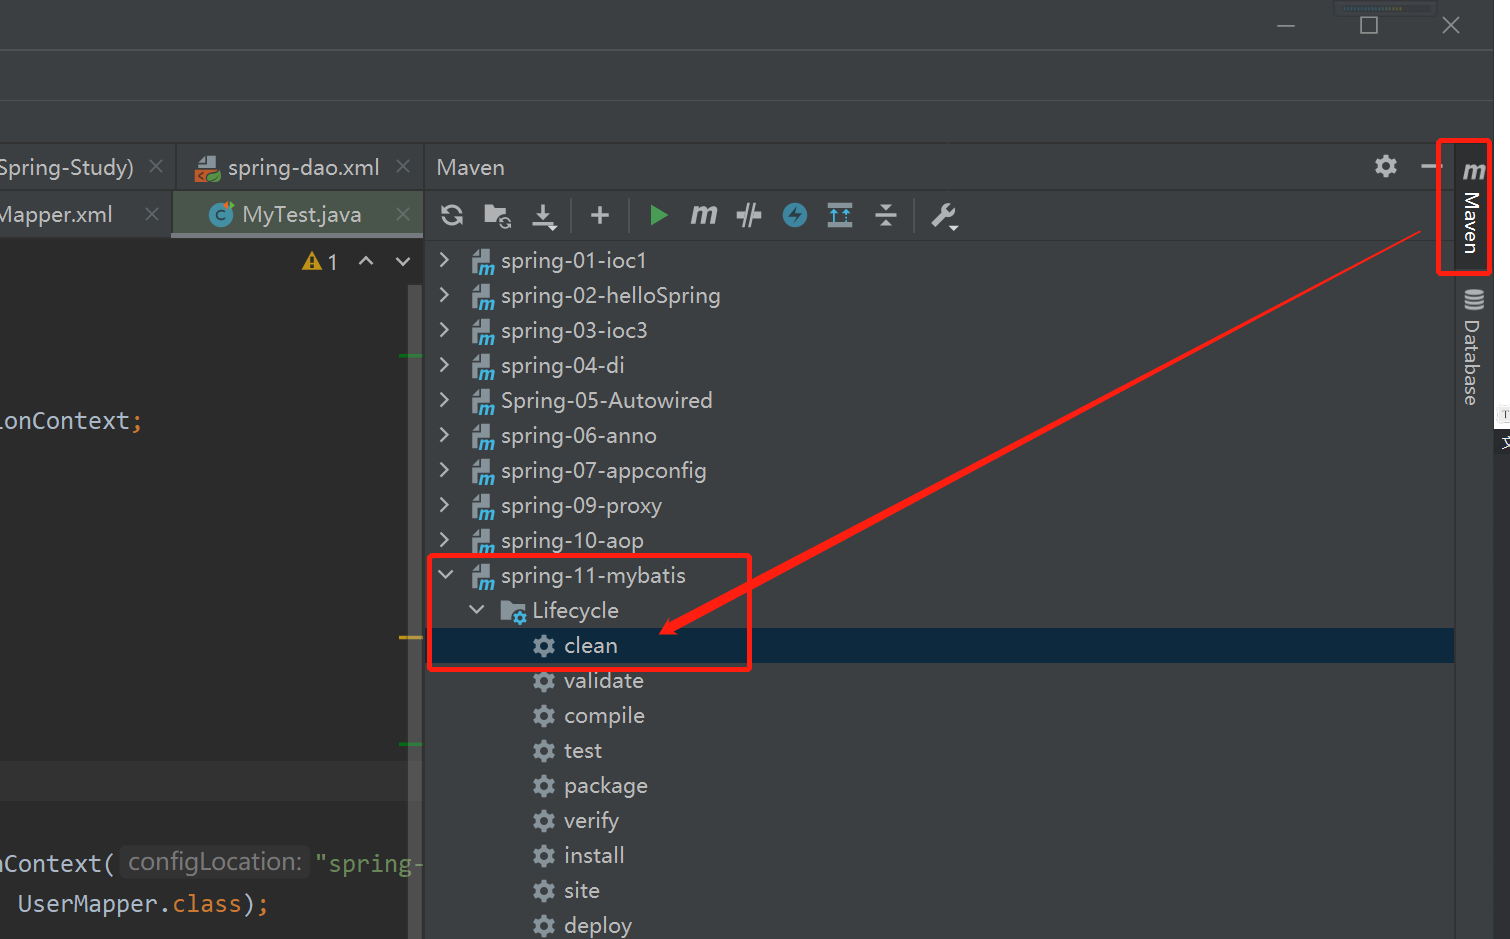 Spring-Study)
spring-dao.xml
Maven
Mapper.xml
MyTest.java
m
1
spring-01-ioc1
spring-02-helloSpring
spring-03-ioc3
spring-04-di
Spring-05-Autowired
spring-06-anno
spring-07-appconfig
spring-09-proxy
spring-10-aop
spring-11-mybatis
Lifecycle
clean
validate
compile
test
package
verify
install
site
deploy
ionContext;
nContext( configLocation: "spring-
UserMapper.class);
m Maven
Database
T
文